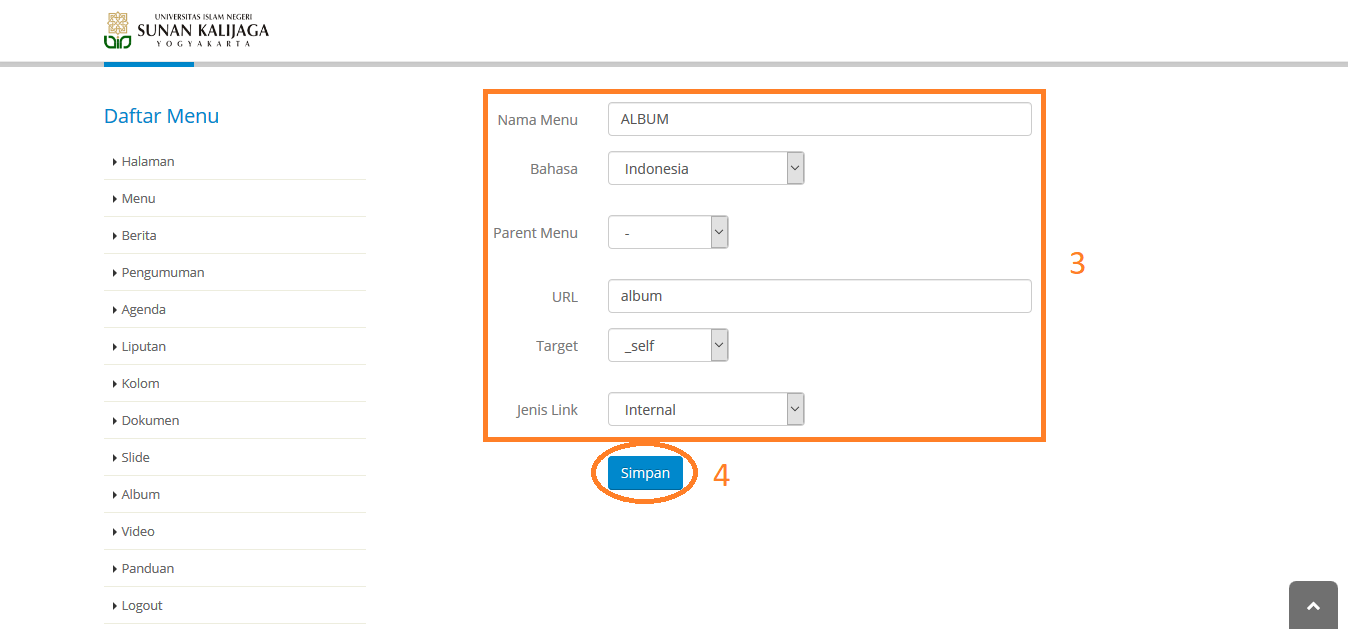 UNIVERSITAS ISLAM NEGERI
SUNAN KALIJAGA
YOGYAKARTA
Daftar Menu
Halaman
Menu
Berita
Pengumuman
Agenda
Liputan
Kolom
Dokumen
Slide
Album
Video
Panduan
Logout
Nama Menu ALBUM
Bahasa Indonesia
Parent Menu -
URL album
Target _self
Jenis Link Internal
3
Simpan 4